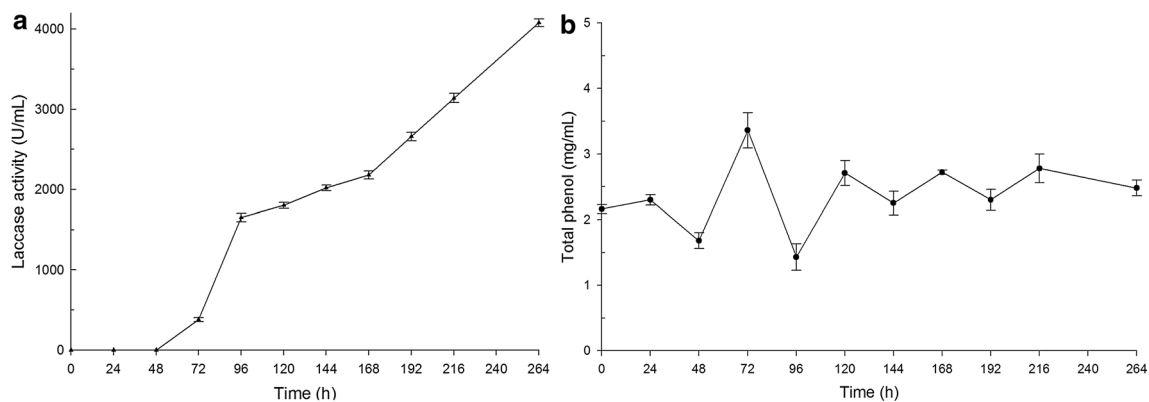 a
Laccase activity (U/mL)
4000
3000
2000
1000
0
0 24 48 72 96 120 144 168 192 216 240 264
Time (h)
b
Total phenol (mg/mL)
5
4
3
2
1
0
0 24 48 72 96 120 144 168 192 216 240 264
Time (h)